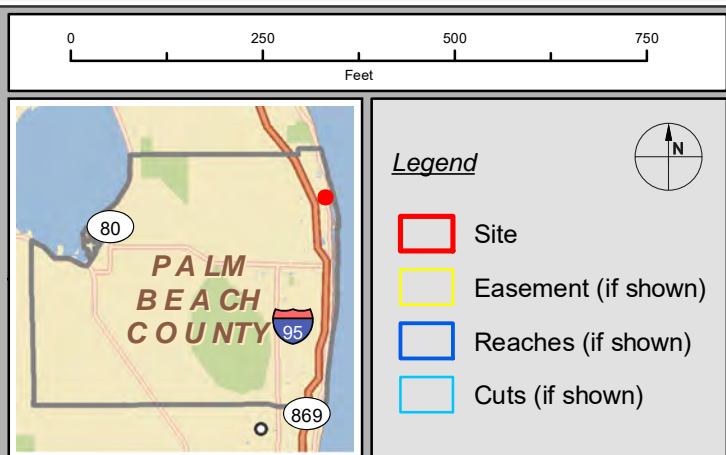 0 250 500 750
Feet
80
PALM
BEACH
COUNTY
95
869
Legend
N
Site
Easement (if shown)
Reaches (if shown)
Cuts (if shown)